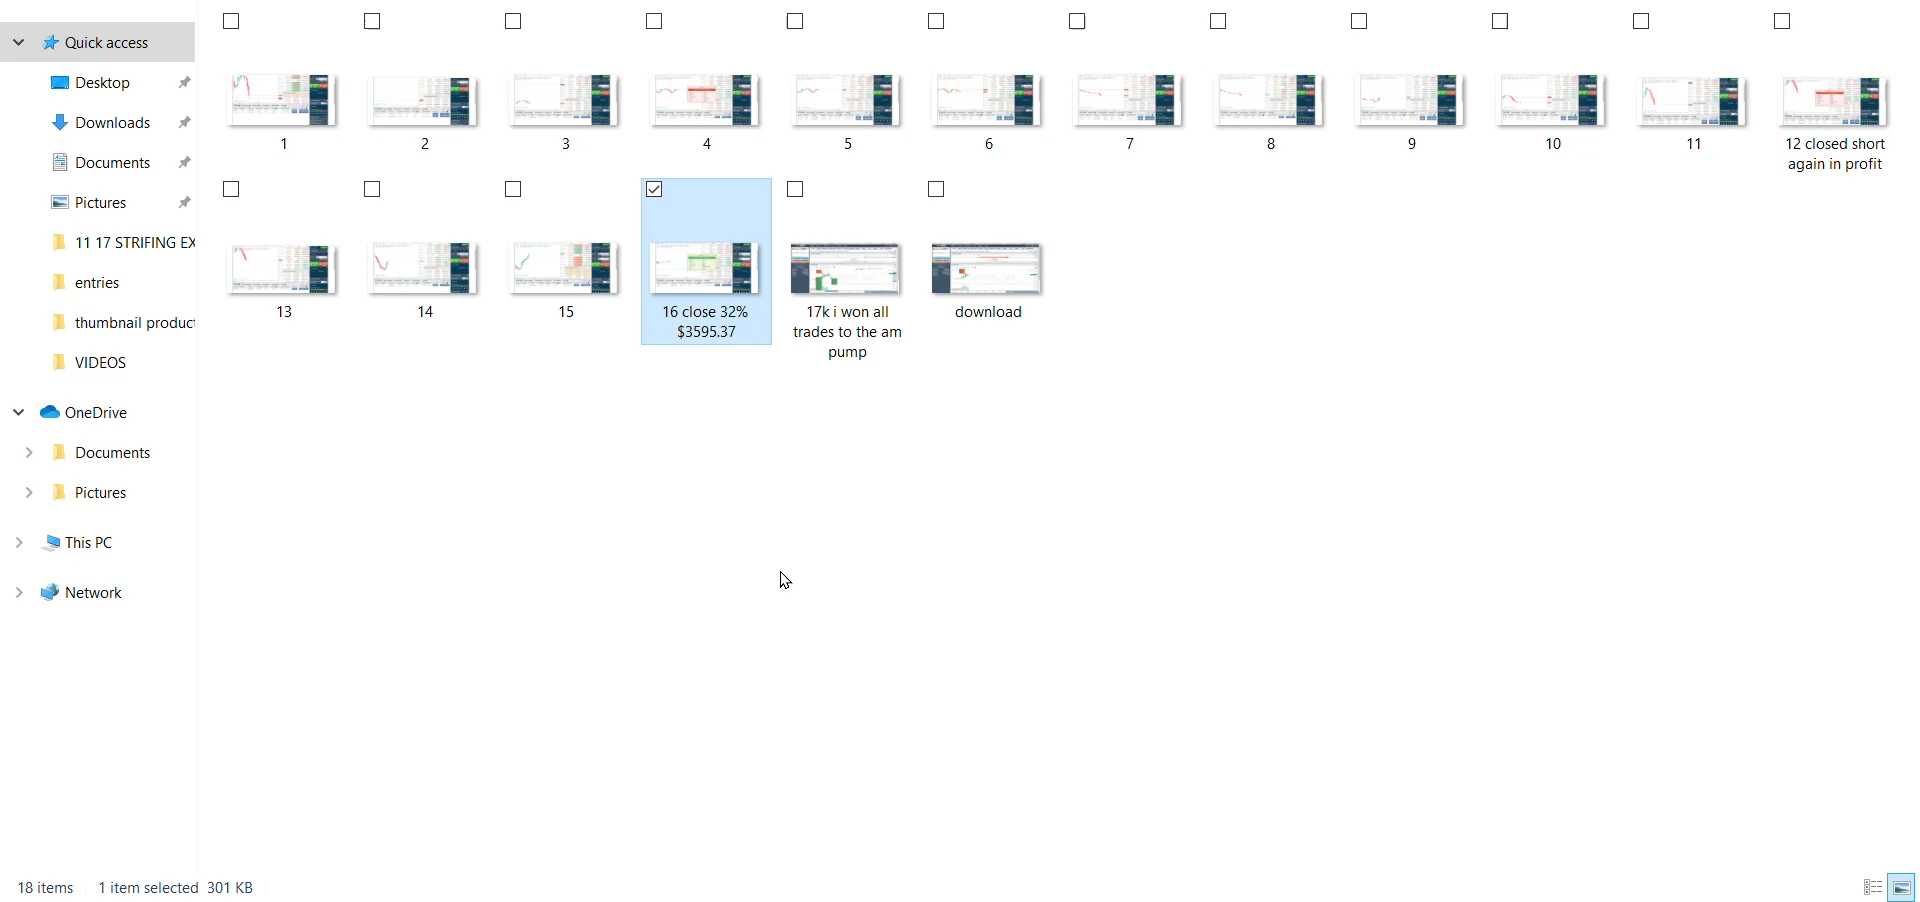 Quick access
Desktop
Downloads
Documents
Pictures
11 17 STRIFING EX
entries
thumbnail product
VIDEOS
OneDrive
Documents
Pictures
This PC
Network
1
2
3
4
5
6
7
8
9
10
11
12 closed short
again in profit
13
14
15
16 close 32%
$3595.37
17k i won all
trades to the am
pump
download
18 items
1 item selected 301 KB